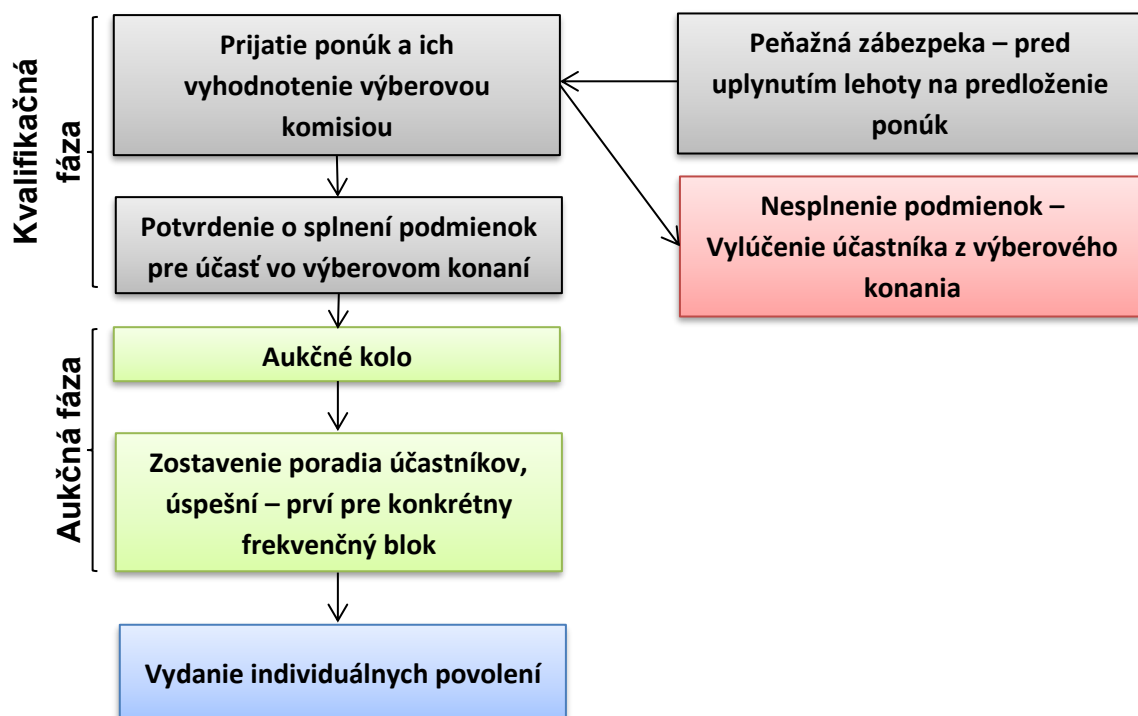 Kvalifikačná
fáza
Prijatie ponúk a ich
vyhodnotenie výberovou
komisiou
Peňažná zábezpeka – pred
uplynutím lehoty na predloženie
ponúk
Potvrdenie o splnení podmienok
pre účasť vo výberovom konaní
Nesplnenie podmienok –
Vylúčenie účastníka z výberového
konania
Aukčná fáza
Aukčné kolo
Zostavenie poradia účastníkov,
úspešní – prví pre konkrétny
frekvenčný blok
Vydanie individuálnych povolení